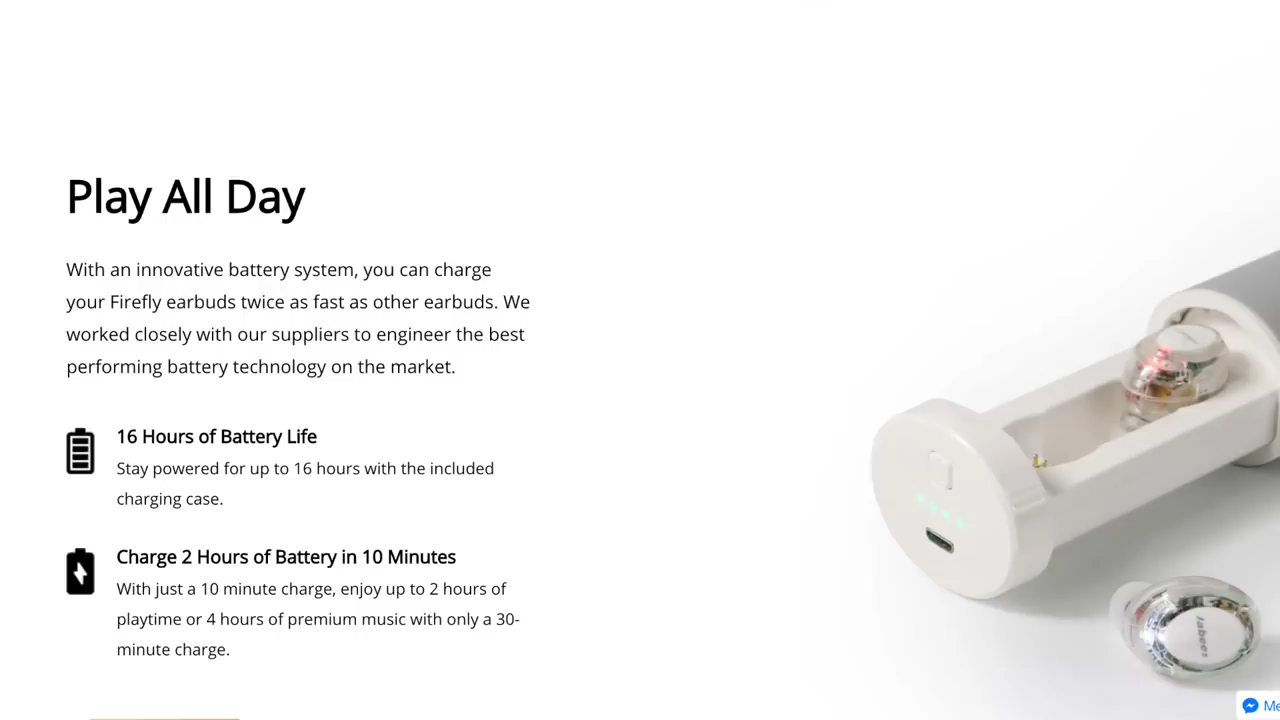 Play All Day
With an innovative battery system, you can charge
your Firefly earbuds twice as fast as other earbuds. We
worked closely with our suppliers to engineer the best
performing battery technology on the market.
16 Hours of Battery Life
Stay powered for up to 16 hours with the included
charging case.
Charge 2 Hours of Battery in 10 Minutes
With just a 10 minute charge, enjoy up to 2 hours of
playtime or 4 hours of premium music with only a 30-
minute charge.
Jabees
Me